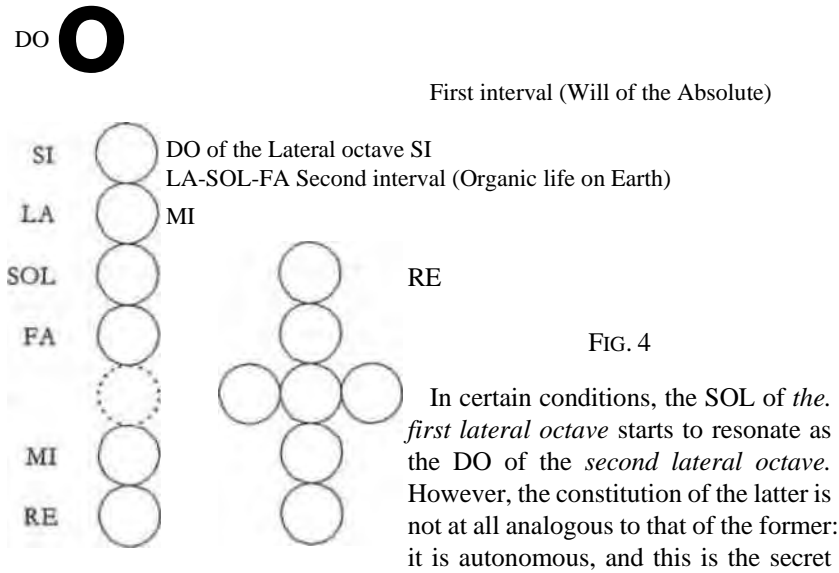 DO O
First interval (Will of the Absolute)
SI
DO of the Lateral octave SI
LA-SOL-FA Second interval (Organic life on Earth)
LA
MI
SOL
RE
FA
FIG. 4
In certain conditions, the SOL of the.
first lateral octave starts to resonate as
the DO of the second lateral octave.
MI
However, the constitution of the latter is
RE
not at all analogous to that of the former:
it is autonomous, and this is the secret